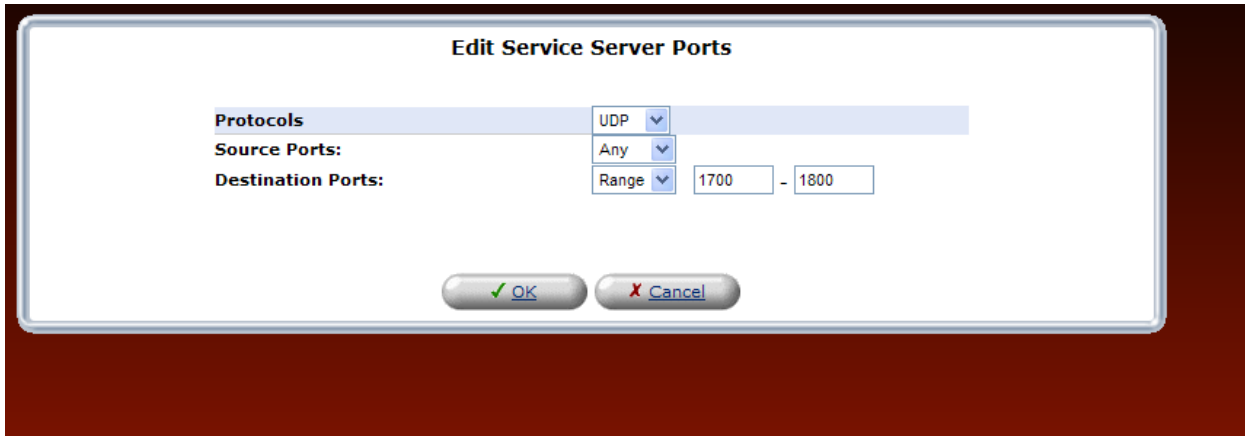 Edit Service Server Ports
Protocols UDP
Source Ports: Any
Destination Ports: Range 1700 - 1800
OK Cancel